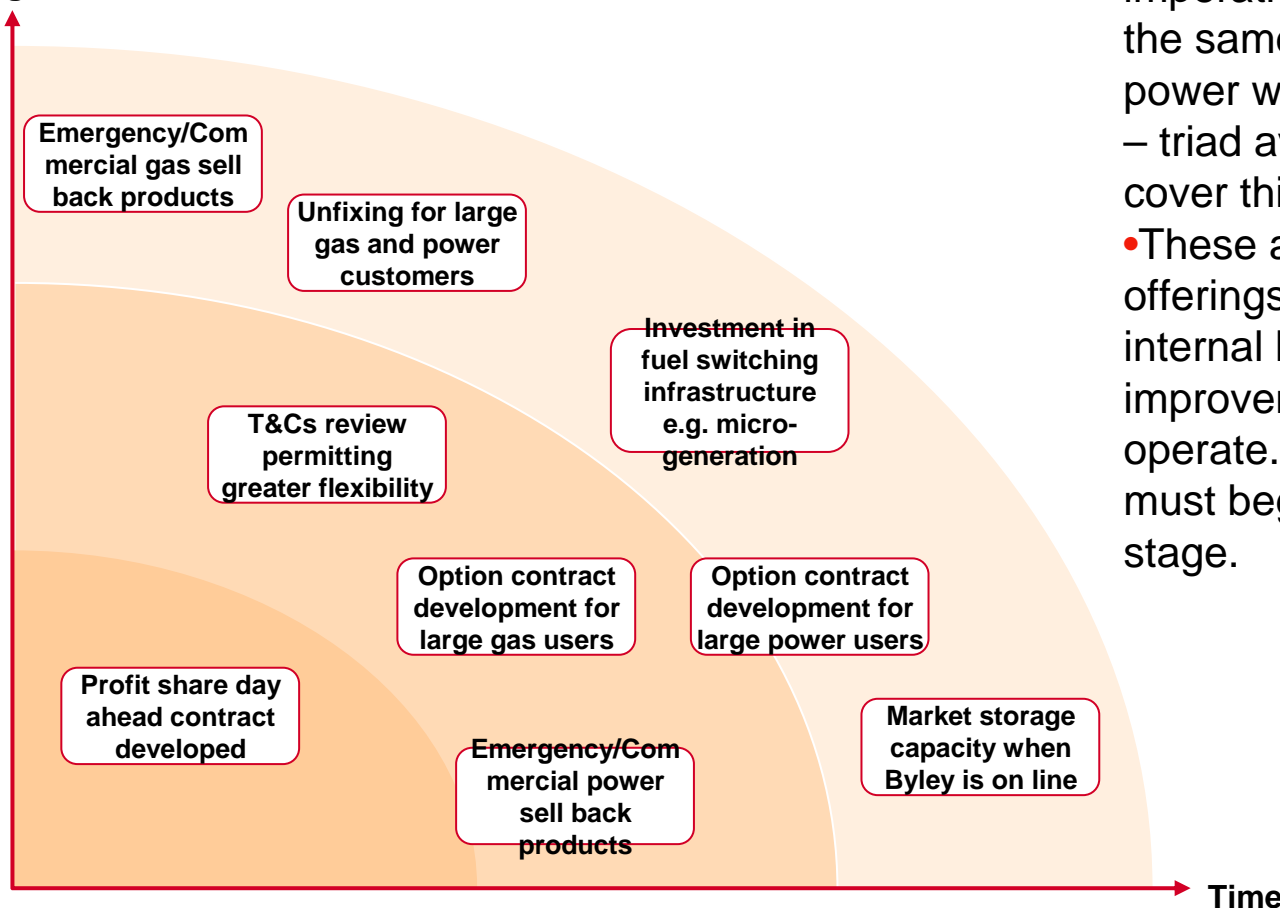 Emergency/Com
mercial gas sell
back products
Unfixing for large
gas and power
customers
Investment in
fuel switching
infrastructure
e.g. micro-
generation
T&Cs review
permitting
greater flexibility
Option contract
development for
large gas users
Option contract
development for
large power users
Profit share day
ahead contract
developed
Emergency/Com
mercial power
sell back
products
Market storage
capacity when
Byley is on line
Time
the same
power w
– triad av
cover thi
•These a
offerings
internal
improver
operate.
must beg
stage.